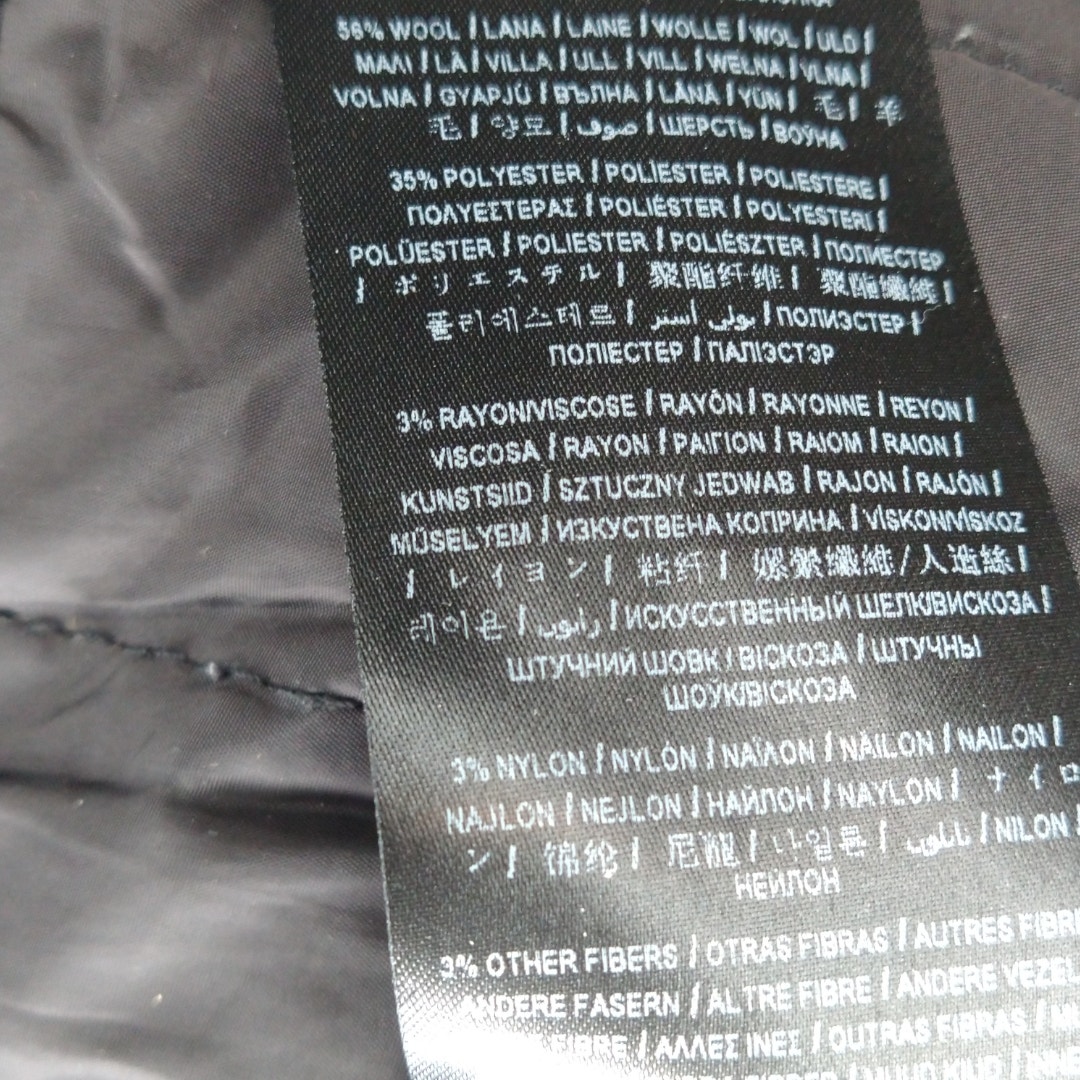 56% WOOL / LANA / LAINE / WOLLE / WOL / ULD /
ΜΑΛΙ / LÃ / VILLA / ULL / VILL / WEŁNA / VLNA /
VOLNA / GYAPJÚ / ВЪЛНА / LÂNĂ / YÜN / 毛 / 羊
毛 / 양모 / صوف / ШЕРСТЬ / ВОЎНА
35% POLYESTER / POLIÉSTER / POLIESTERE /
ΠΟΛΥΕΣΤΕΡΑΣ / POLIÉSTER / POLYESTERI /
POLÜESTER / POLIESTER / POLIÉSZTER / ПОЛИЕСТЕР
/ ポリエステル / 聚酯纤维 / 聚酯纖維 /
폴리에스테르 / بولي أستر / ПОЛИЭСТЕР /
ПОЛІЕСТЕР / ПАЛІЭСТЭР
3% RAYON/VISCOSE / RAYÓN / RAYONNE / REYON /
VISCOSA / RAYON / ΡΑΙΓΙΟΝ / RAIOM / RAION /
KUNSTSIID / SZTUCZNY JEDWAB / RAJON / RAJÓN /
MŰSELYEM / ИЗКУСТВЕНА КОПРИНА / VISKON/VISKOZ
/ レイヨン / 粘纤 / 嫘縈纖維/人造絲 /
레이온 / رايون / ИСКУССТВЕННЫЙ ШЕЛК/ВИСКОЗА /
ШТУЧНИЙ ШОВК / ВІСКОЗА / ШТУЧНЫ
ШОЎК/ВІСКОЗА
3% NYLON / NYLÓN / ΝΑΪΛΟΝ / NÁILON / NAILON /
NAJLON / NEJLON / НАЙЛОН / NAYLON / ナイロ
ン / 锦纶 / 尼龍 / 나일론 / نايلون / NILON /
НЕЙЛОН
3% OTHER FIBERS / OTRAS FIBRAS / AUTRES FIBR
ANDERE FASERN / ALTRE FIBRE / ANDERE VEZEL
FIBRE / ΑΛΛΕΣ ΙΝΕΣ / OUTRAS FIBRAS /